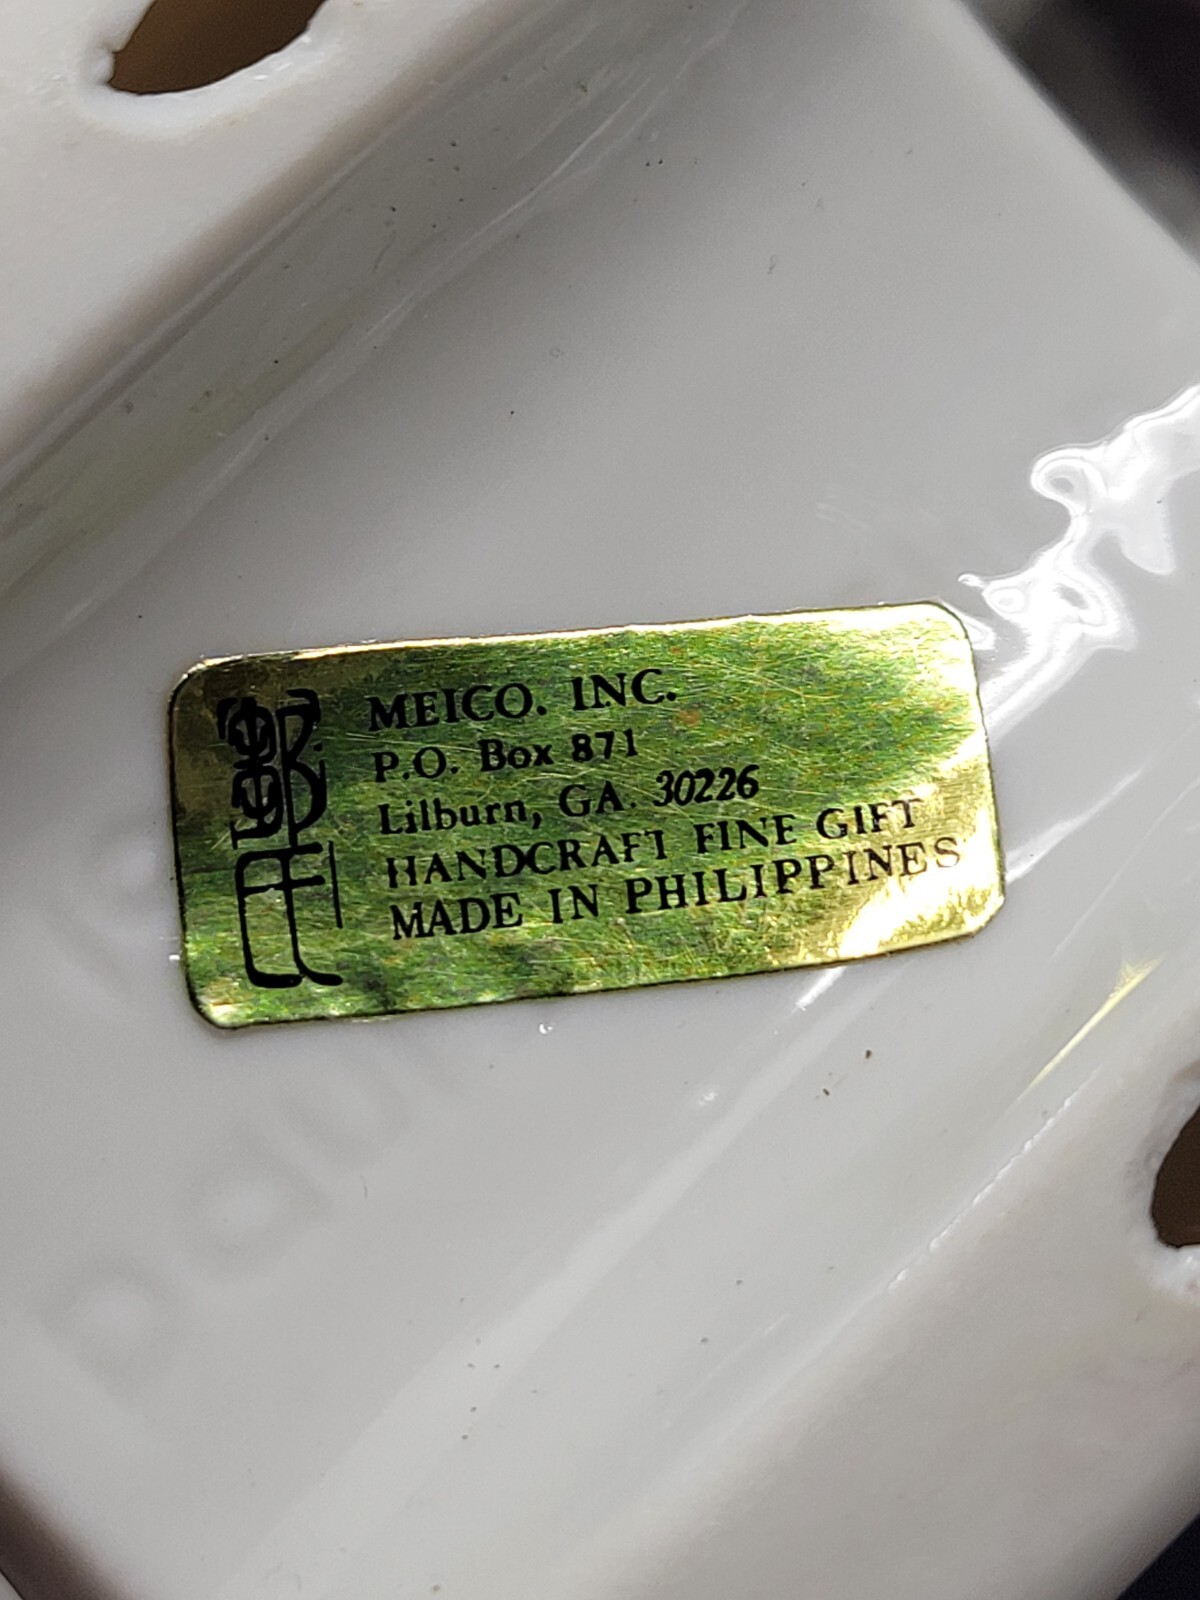 MEICO. INC.
P.O. Box 871
Lilburn, GA. 30226
HANDCRAFT FINE GIFT
MADE IN PHILIPPINES